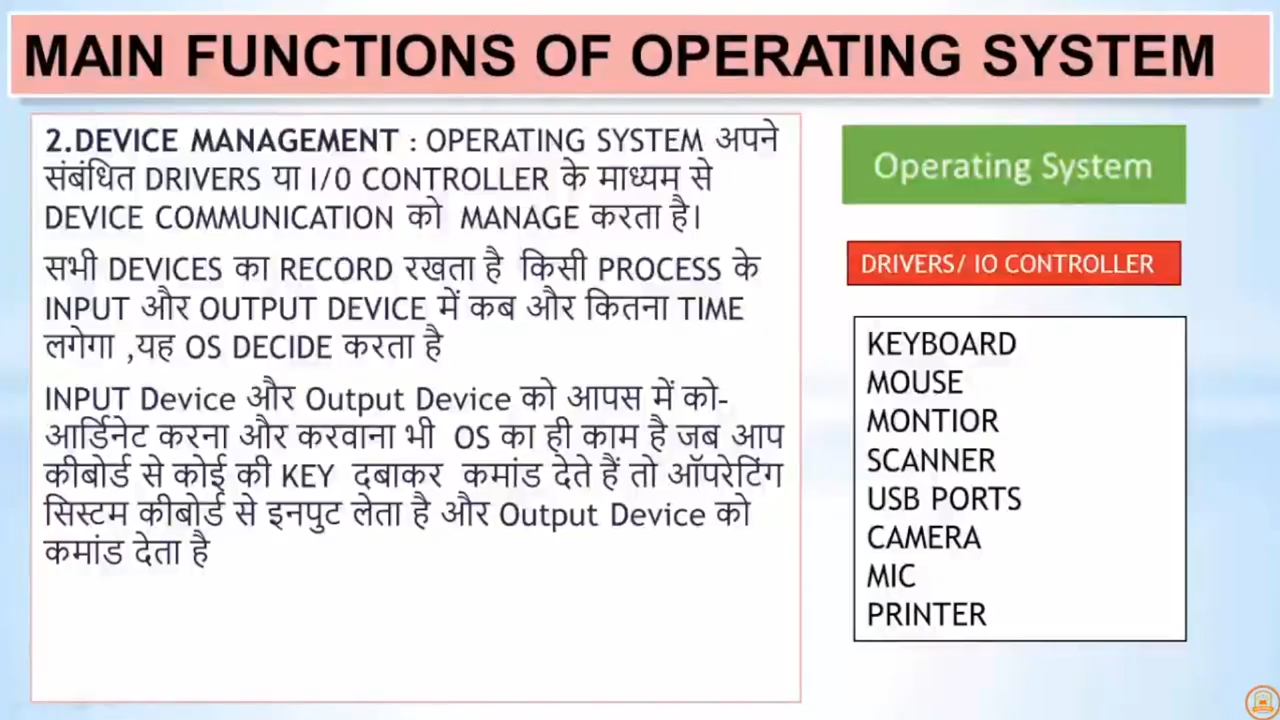 MAIN FUNCTIONS OF OPERATING SYSTEM
2.DEVICE MANAGEMENT : OPERATING SYSTEM अपने
संबंधित DRIVERS या I/0 CONTROLLER के माध्यम से
DEVICE COMMUNICATION को MANAGE करता है।
सभी DEVICES का RECORD रखता है किसी PROCESS के
INPUT और OUTPUT DEVICE में कब और कितना TIME
लगेगा ,यह OS DECIDE करता है
INPUT Device और Output Device को आपस में को-
आर्डिनेट करना और करवाना भी OS का ही काम है जब आप
कीबोर्ड से कोई की KEY दबाकर कमांड देते हैं तो ऑपरेटिंग
सिस्टम कीबोर्ड से इनपुट लेता है और Output Device को
कमांड देता है
Operating System
DRIVERS/ IO CONTROLLER
KEYBOARD
MOUSE
MONTIOR
SCANNER
USB PORTS
CAMERA
MIC
PRINTER